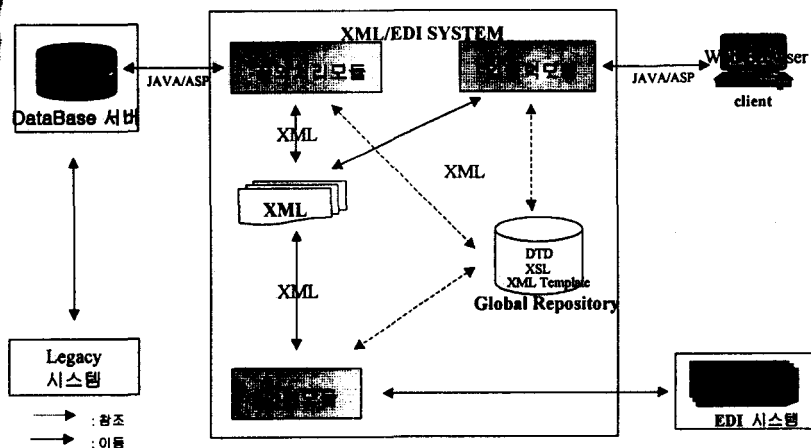 XML/EDI SYSTEM
DataBase 서버
JAVA/ASP
JAVA/ASP
client
XML
XML
XML
XML
DTD
XSL
XML Template
Global Repository
Legacy
시스템
EDI 시스템
: 참조
: 이동